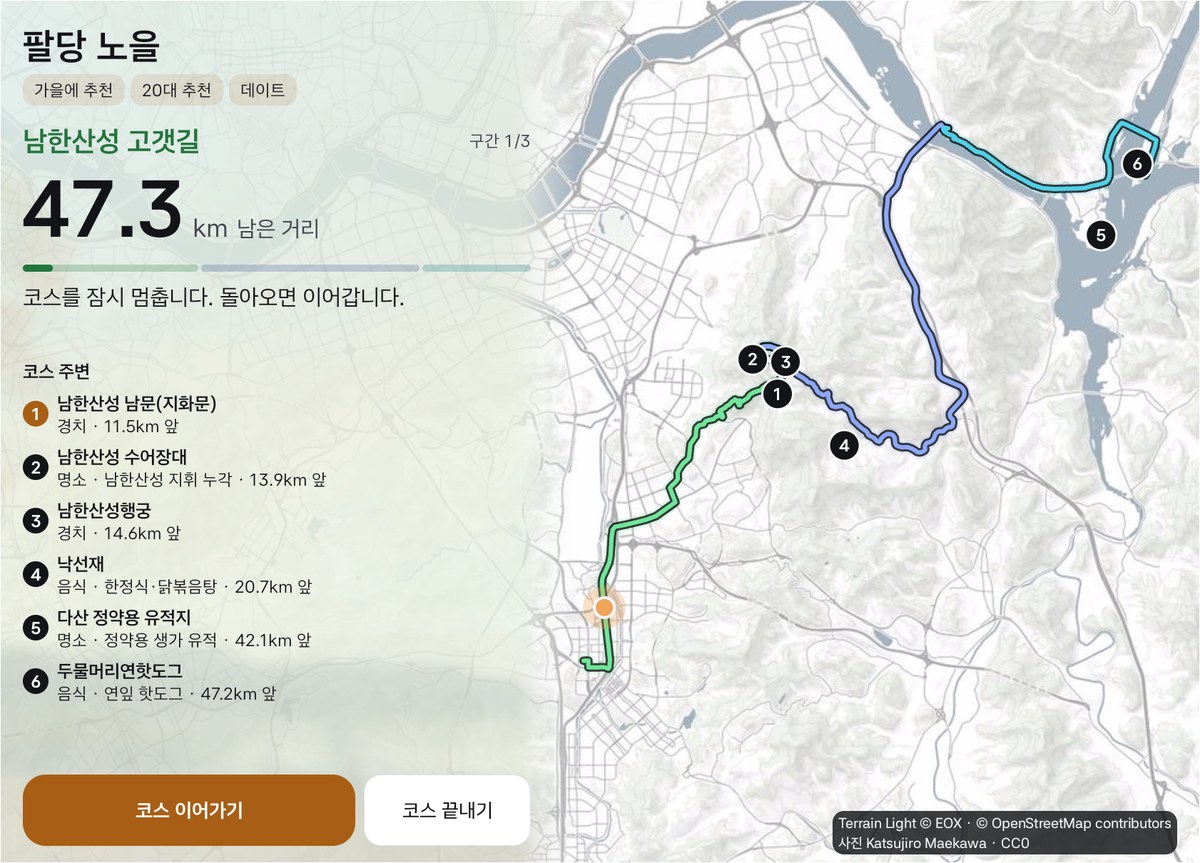 팔당 노을
가을에 추천 20대 추천 데이트
남한산성 고갯길
구간 1/3
47.3 km 남은 거리
코스를 잠시 멈춥니다. 돌아오면 이어갑니다.
코스 주변
1 남한산성 남문(지화문)
경치 · 11.5km 앞
2 남한산성 수어장대
명소 · 남한산성 지휘 누각 · 13.9km 앞
3 남한산성행궁
경치 · 14.6km 앞
4 낙선재
음식 · 한정식·닭볶음탕 · 20.7km 앞
5 다산 정약용 유적지
명소 · 정약용 생가 유적 · 42.1km 앞
6 두물머리연핫도그
음식 · 연잎 핫도그 · 47.2km 앞
코스 이어가기
코스 끝내기
6
5
2 3
1
4
Terrain Light © EOX · © OpenStreetMap contributors
사진 Katsujiro Maekawa · CC0